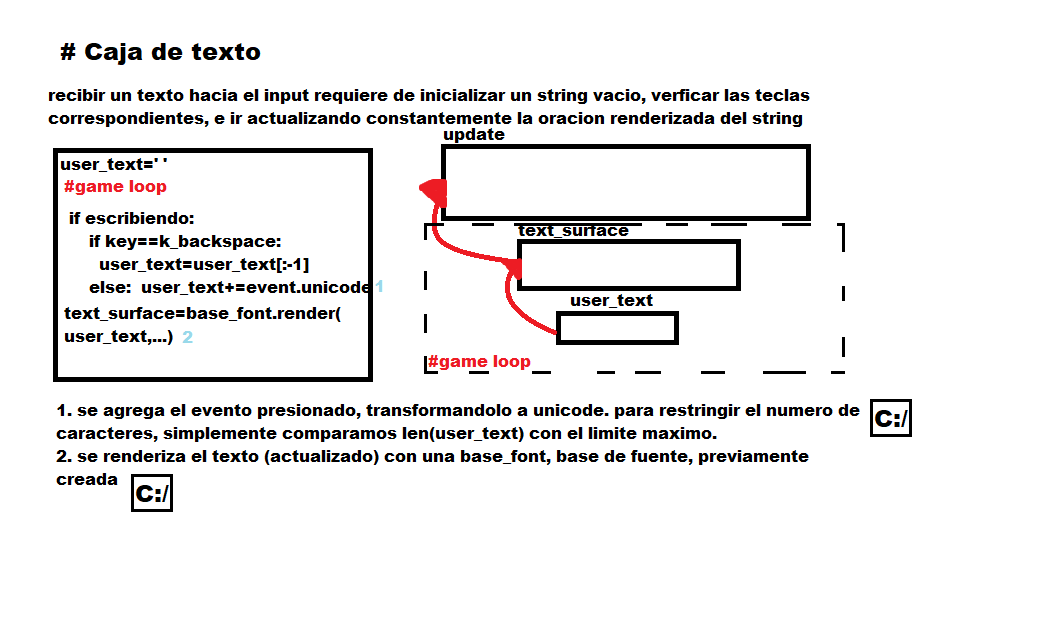 # Caja de texto
recibir un texto hacia el input requiere de inicializar un string vacio, verficar las teclas
correspondientes, e ir actualizando constantemente la oracion renderizada del string
user_text=' '
#game loop
if escribiendo:
if key==k_backspace:
user_text=user_text[:-1]
else: user_text+=event.unicode 1
text_surface=base_font.render(
user_text,...) 2
update
text_surface
user_text
#game loop
1. se agrega el evento presionado, transformandolo a unicode. para restringir el numero de
caracteres, simplemente comparamos len(user_text) con el limite maximo.
C:/
2. se renderiza el texto (actualizado) con una base_font, base de fuente, previamente
creada
C:/